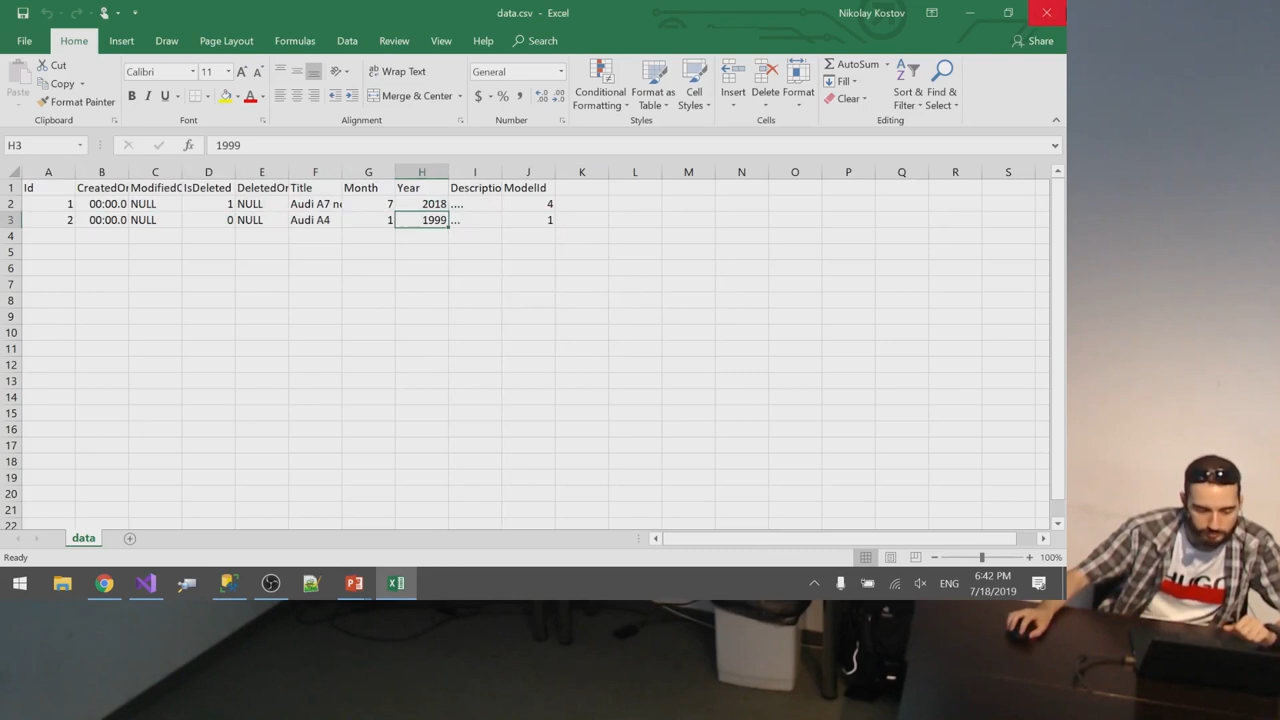 data.csv - Excel
Nikolay Kostov
File Home Insert Draw Page Layout Formulas Data Review View Help Search Share
Paste
Cut
Copy
Format Painter
Clipboard
Calibri 11
B I U
Font
Wrap Text
Merge & Center
Alignment
General
$ % ,
Number
Conditional Formatting
Format as Table
Cell Styles
Styles
Insert Delete Format
Cells
AutoSum
Fill
Clear
Sort & Filter
Find & Select
Editing
H3 fx 1999
A B C D E F G H I J K L M N O P Q R S
1 Id CreatedOn ModifiedO IsDeleted DeletedOn Title Month Year Descriptio ModelId
2 1 00:00.0 NULL 1 NULL Audi A7 ne 7 2018 .... 4
3 2 00:00.0 NULL 0 NULL Audi A4 1 1999 ... 1
4
5
6
7
8
9
10
11
12
13
14
15
16
17
18
19
20
21
22
data
Ready
100%
ENG
6:42 PM
7/18/2019
HUGO